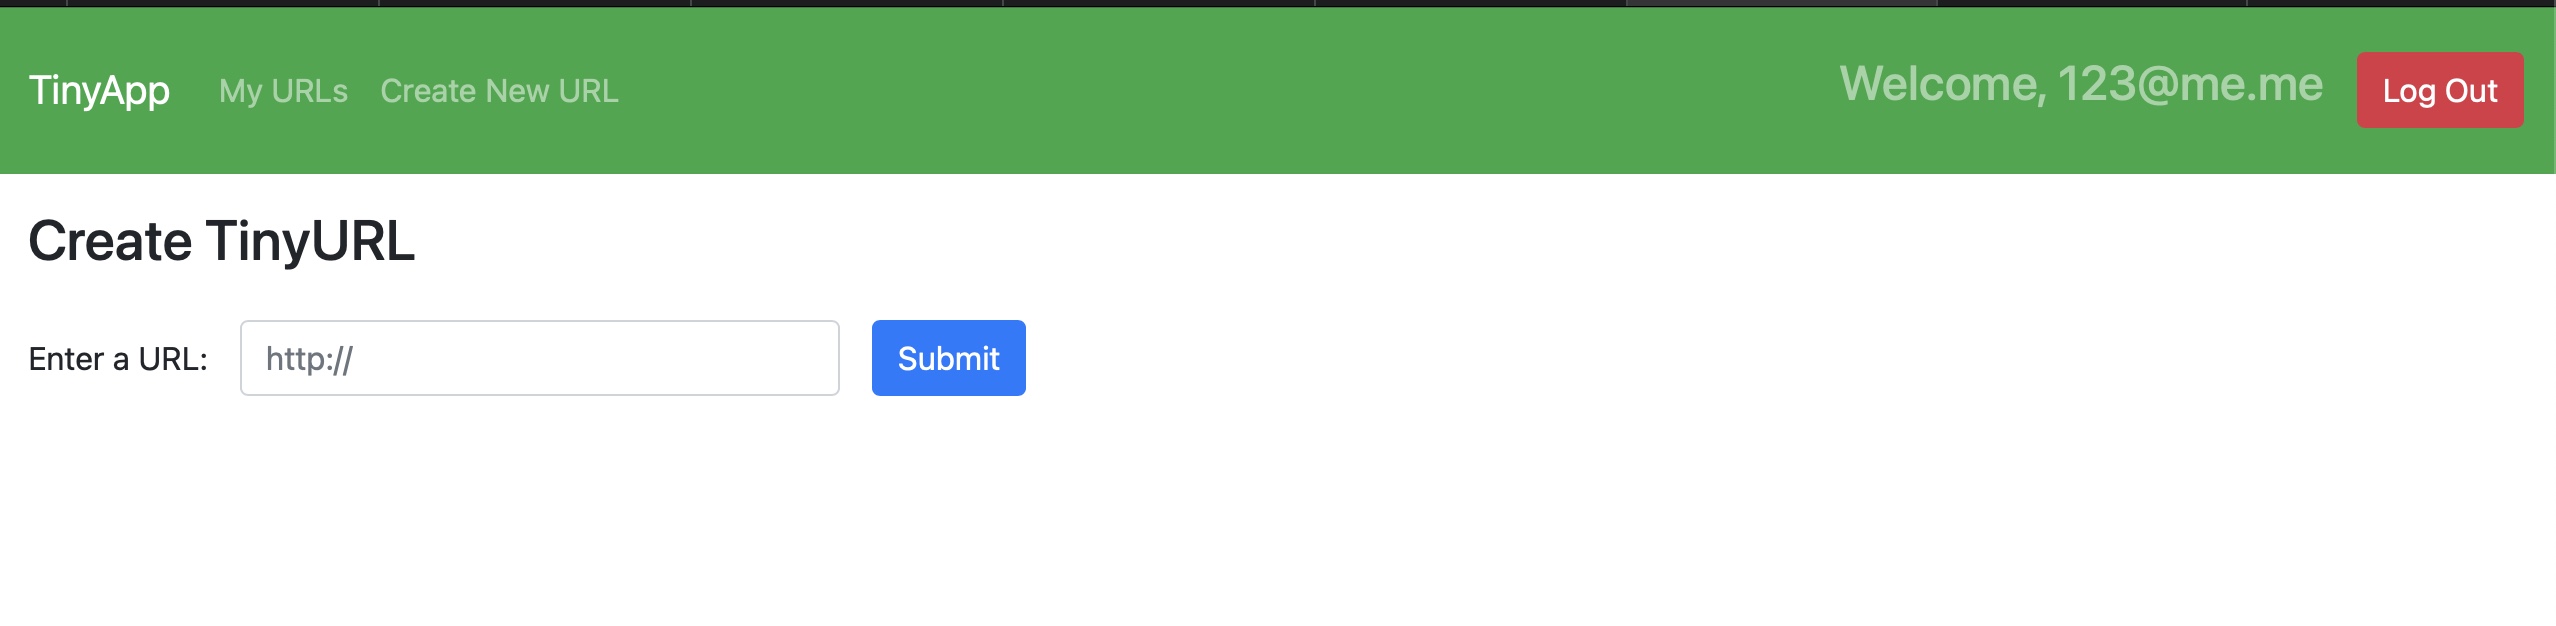 TinyApp My URLs Create New URL Welcome, 123@me.me Log Out
Create TinyURL
Enter a URL: http:// Submit